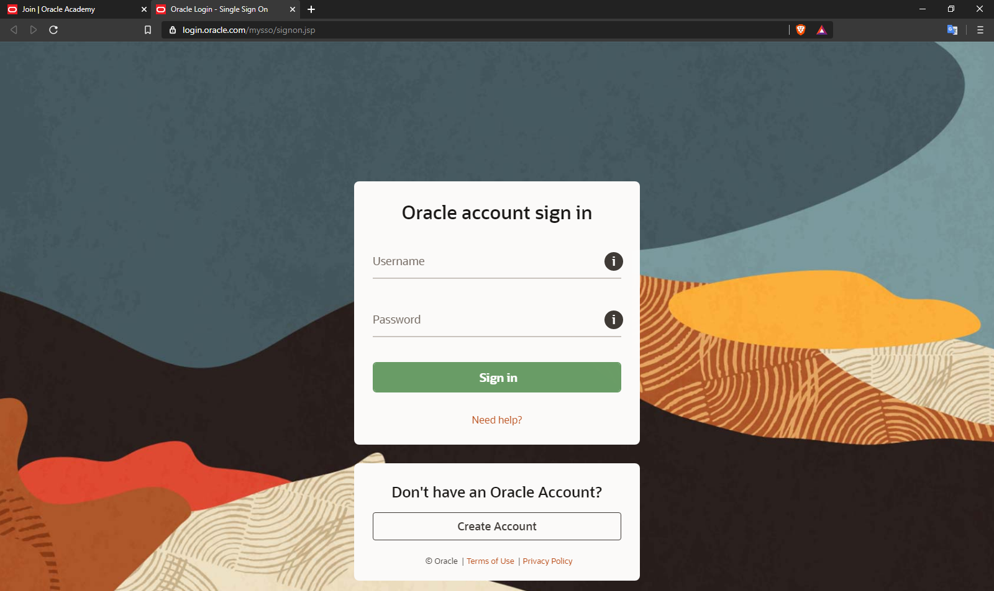 Join | Oracle Academy
Oracle Login - Single Sign On
login.oracle.com/mysso/signon.jsp
Oracle account sign in
Username
i
Password
i
Sign in
Need help?
Don't have an Oracle Account?
Create Account
© Oracle | Terms of Use | Privacy Policy